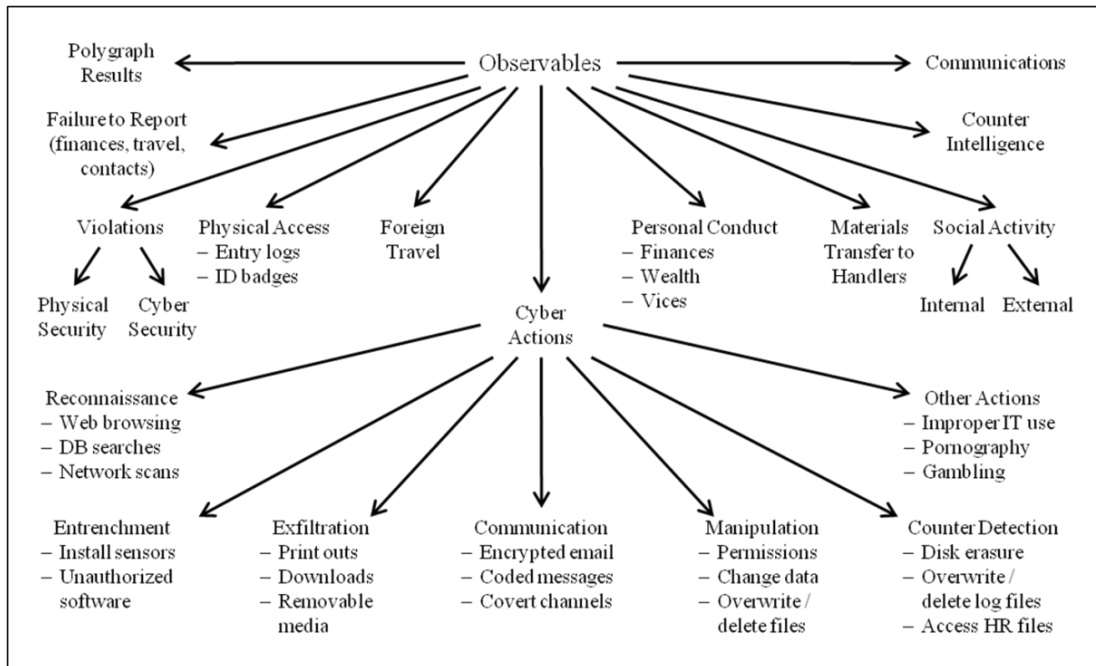 Polygraph
Results
Observables
Communications
Failure to Report
(finances, travel,
contacts)
Counter
Intelligence
Violations
Physical
Security
Cyber
Security
Physical Access
– Entry logs
– ID badges
Foreign
Travel
Personal Conduct
– Finances
– Wealth
– Vices
Materials
Transfer to
Handlers
Social Activity
Internal
External
Cyber
Actions
Reconnaissance
– Web browsing
– DB searches
– Network scans
Other Actions
– Improper IT use
– Pornography
– Gambling
Entrenchment
– Install sensors
– Unauthorized
software
Exfiltration
– Print outs
– Downloads
– Removable
media
Communication
– Encrypted email
– Coded messages
– Covert channels
Manipulation
– Permissions
– Change data
– Overwrite /
delete files
Counter Detection
– Disk erasure
– Overwrite /
delete log files
– Access HR files